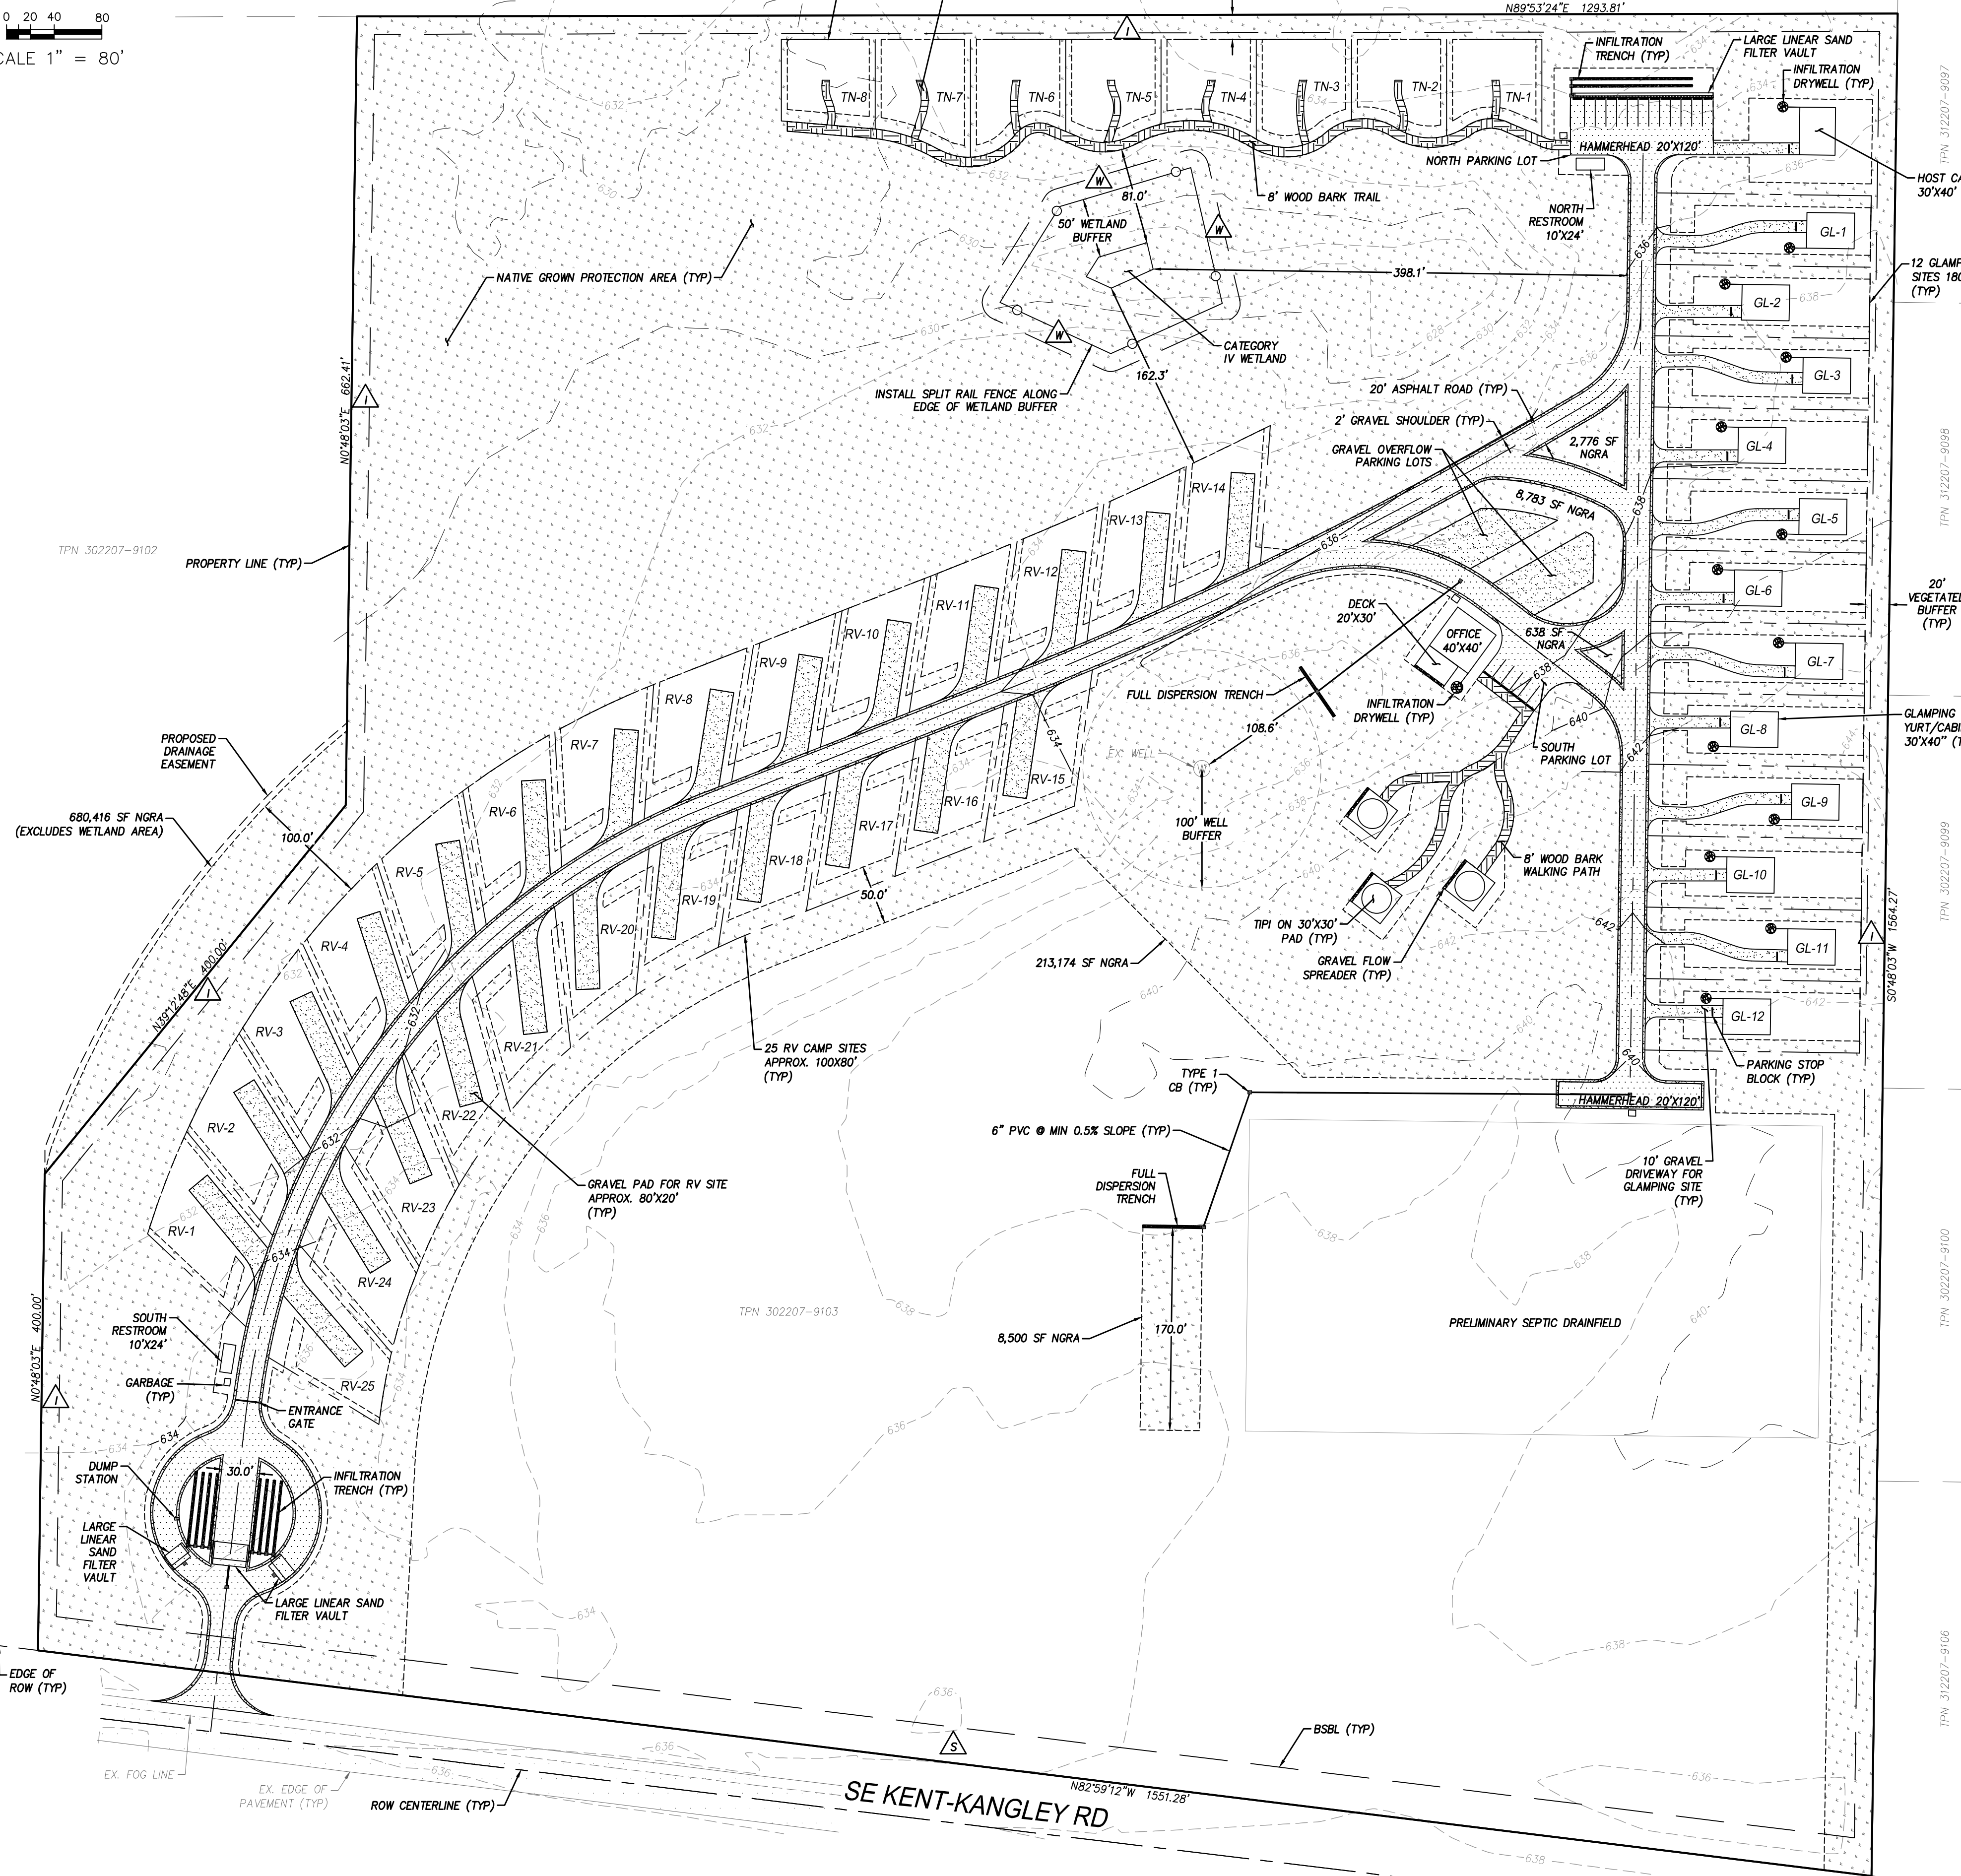 0 20 40 80
SCALE 1" = 80'
N89°53'24"E 1293.81'
INFILTRATION
TRENCH (TYP)
LARGE LINEAR SAND
FILTER VAULT
INFILTRATION
DRYWELL (TYP)
TN-8
TN-7
TN-6
TN-5
TN-4
TN-3
TN-2
TN-1
HAMMERHEAD 20'X120'
NORTH PARKING LOT
8' WOOD BARK TRAIL
NORTH
RESTROOM
10'X24'
30'X40'
TPN 312207-9097
W
W
W
81.0'
50' WETLAND
BUFFER
398.1'
NATIVE GROWN PROTECTION AREA (TYP)
CATEGORY
IV WETLAND
162.3'
INSTALL SPLIT RAIL FENCE ALONG
EDGE OF WETLAND BUFFER
20' ASPHALT ROAD (TYP)
2' GRAVEL SHOULDER (TYP)
GRAVEL OVERFLOW
PARKING LOTS
2,776 SF
NGRA
8,783 SF NGRA
638 SF
NGRA
GL-1
GL-2
GL-3
GL-4
GL-5
GL-6
GL-7
GL-8
GL-9
GL-10
GL-11
GL-12
(TYP)
TPN 312207-9098
20'
BUFFER
(TYP)
GLAMPING
TPN 302207-9099
S0°48'03"W 1564.27'
N0°48'03"E 662.41'
TPN 302207-9102
PROPERTY LINE (TYP)
PROPOSED
DRAINAGE
EASEMENT
680,416 SF NGRA
(EXCLUDES WETLAND AREA)
100.0'
N39°12'48"E 400.00'
RV-14
RV-13
RV-12
RV-11
RV-10
RV-9
RV-8
RV-7
RV-6
RV-5
RV-4
RV-3
RV-2
RV-1
RV-15
RV-16
RV-17
RV-18
RV-19
RV-20
RV-21
RV-22
RV-23
RV-24
RV-25
DECK
20'X30'
OFFICE
40'X40'
FULL DISPERSION TRENCH
INFILTRATION
DRYWELL (TYP)
108.6'
EX. WELL
100' WELL
BUFFER
SOUTH
PARKING LOT
8' WOOD BARK
WALKING PATH
TIPI ON 30'X30'
PAD (TYP)
GRAVEL FLOW
SPREADER (TYP)
213,174 SF NGRA
50.0'
25 RV CAMP SITES
APPROX. 100X80'
(TYP)
GRAVEL PAD FOR RV SITE
APPROX. 80'X20'
(TYP)
TYPE 1
CB (TYP)
HAMMERHEAD 20'X120'
PARKING STOP
BLOCK (TYP)
6" PVC @ MIN 0.5% SLOPE (TYP)
FULL
DISPERSION
TRENCH
10' GRAVEL
DRIVEWAY FOR
GLAMPING SITE
(TYP)
TPN 302207-9100
TPN 302207-9103
8,500 SF NGRA
170.0'
PRELIMINARY SEPTIC DRAINFIELD
N0°48'03"E 400.00'
SOUTH
RESTROOM
10'X24'
GARBAGE
(TYP)
ENTRANCE
GATE
DUMP
STATION
30.0'
INFILTRATION
TRENCH (TYP)
LARGE
LINEAR
SAND
FILTER
VAULT
LARGE LINEAR SAND
FILTER VAULT
EDGE OF
ROW (TYP)
TPN 312207-9106
BSBL (TYP)
S
EX. FOG LINE
EX. EDGE OF
PAVEMENT (TYP)
ROW CENTERLINE (TYP)
SE KENT-KANGLEY RD
N82°59'12"W 1551.28'